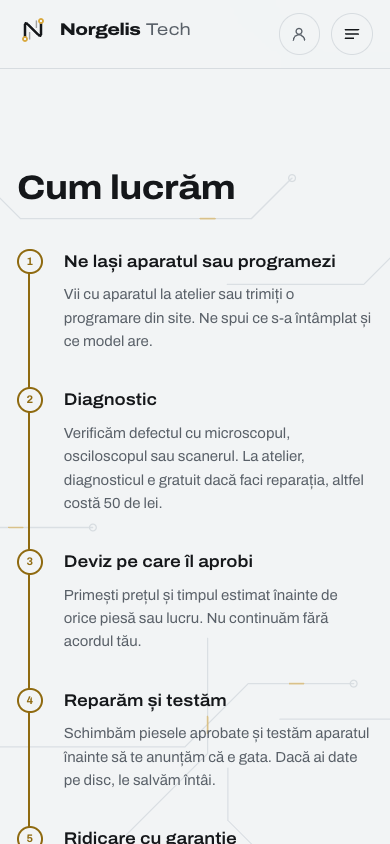 Norgelis Tech
Cum lucrăm
1 Ne lași aparatul sau programezi
Vii cu aparatul la atelier sau trimiți o
programare din site. Ne spui ce s-a întâmplat și
ce model are.
2 Diagnostic
Verificăm defectul cu microscopul,
osciloscopul sau scanerul. La atelier,
diagnosticul e gratuit dacă faci reparația, altfel
costă 50 de lei.
3 Deviz pe care îl aprobi
Primești prețul și timpul estimat înainte de
orice piesă sau lucru. Nu continuăm fără
acordul tău.
4 Reparăm și testăm
Schimbăm piesele aprobate și testăm aparatul
înainte să te anunțăm că e gata. Dacă ai date
pe disc, le salvăm întâi.
5 Ridicare cu garanție